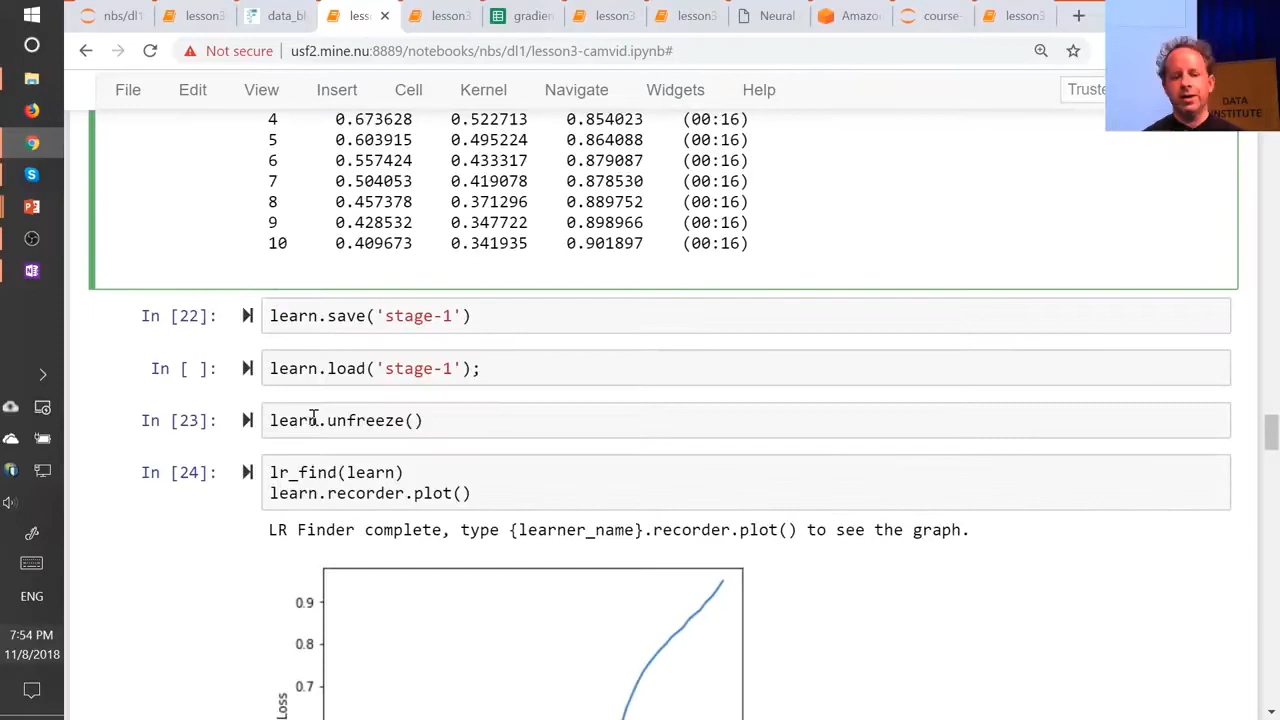 nbs/dl1
lesson3
data_bl
lesson
lesson3
gradien
lesson3
lesson3
Neural
Amazo
course-
lesson3
Not secure
usf2.mine.nu:8889/notebooks/nbs/dl1/lesson3-camvid.ipynb#
File Edit View Insert Cell Kernel Navigate Widgets Help
Truste
DATA
INSTITUTE
4 0.673628 0.522713 0.854023 (00:16)
5 0.603915 0.495224 0.864088 (00:16)
6 0.557424 0.433317 0.879087 (00:16)
7 0.504053 0.419078 0.878530 (00:16)
8 0.457378 0.371296 0.889752 (00:16)
9 0.428532 0.347722 0.898966 (00:16)
10 0.409673 0.341935 0.901897 (00:16)
In [22]: learn.save('stage-1')
In [ ]: learn.load('stage-1');
In [23]: learn.unfreeze()
In [24]: lr_find(learn)
learn.recorder.plot()
LR Finder complete, type {learner_name}.recorder.plot() to see the graph.
0.9
0.8
0.7
Loss
ENG
7:54 PM
11/8/2018